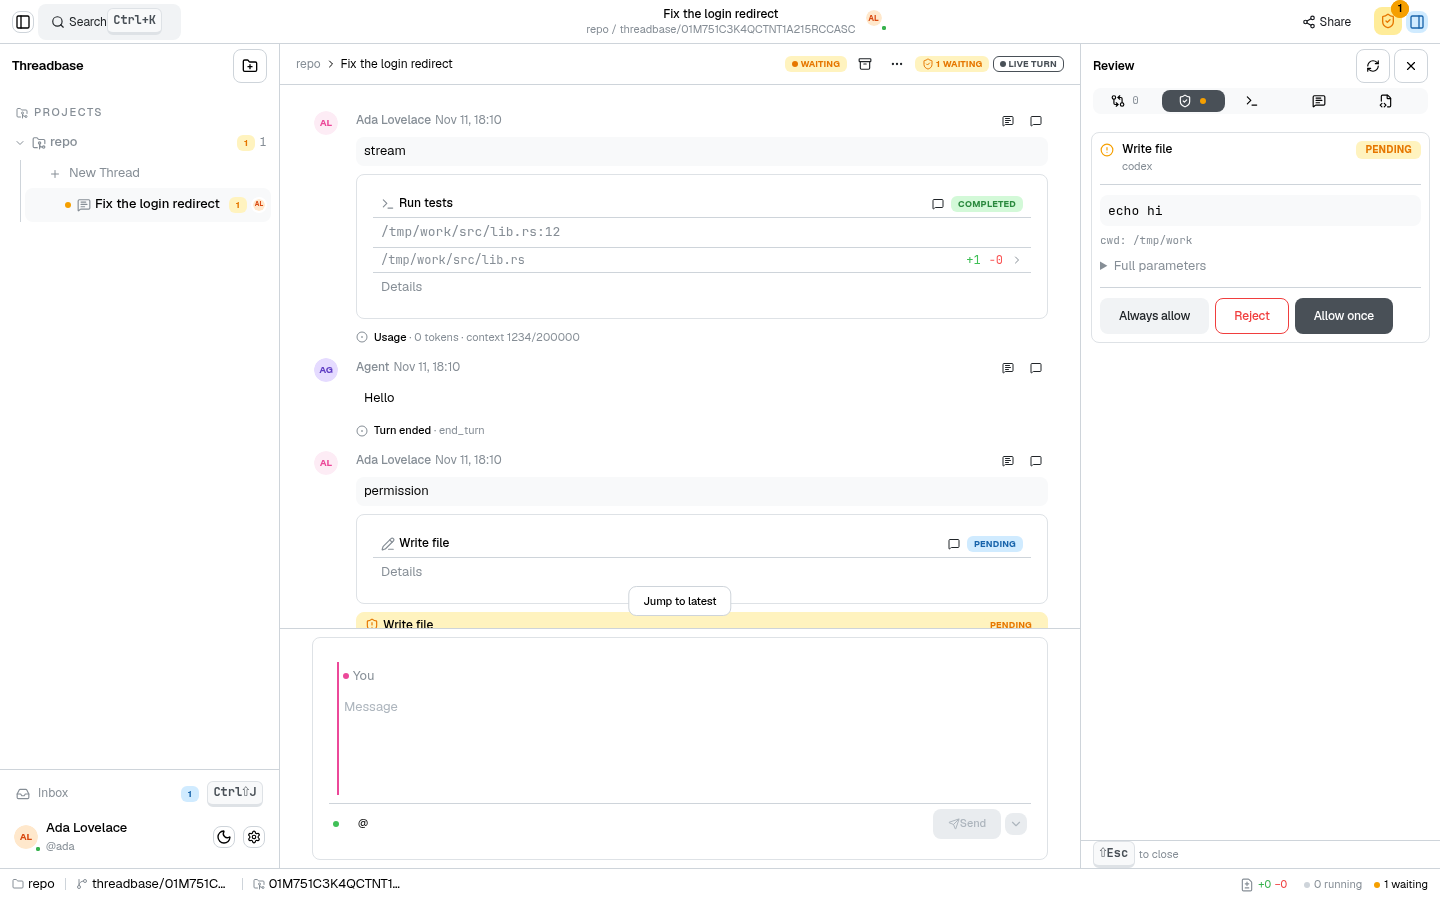 Search Ctrl+K
Fix the login redirect
repo / threadbase/01M751C3K4QCTNT1A215RCCASC
AL
Share
1
Threadbase
PROJECTS
repo 1 1
New Thread
Fix the login redirect 1 AL
Inbox 1 Ctrl⇧J
AL Ada Lovelace
@ada
repo > Fix the login redirect
WAITING 1 WAITING LIVE TURN
AL Ada Lovelace Nov 11, 18:10
stream
Run tests COMPLETED
/tmp/work/src/lib.rs:12
/tmp/work/src/lib.rs +1 -0
Details
Usage · 0 tokens · context 1234/200000
AG Agent Nov 11, 18:10
Hello
Turn ended · end_turn
AL Ada Lovelace Nov 11, 18:10
permission
Write file PENDING
Details
Jump to latest
Write file PENDING
You
Message
@ Send
Review
0
Write file PENDING
codex
echo hi
cwd: /tmp/work
Full parameters
Always allow Reject Allow once
⇧Esc to close
repo threadbase/01M751C... 01M751C3K4QCTNT1...
+0 −0 0 running 1 waiting